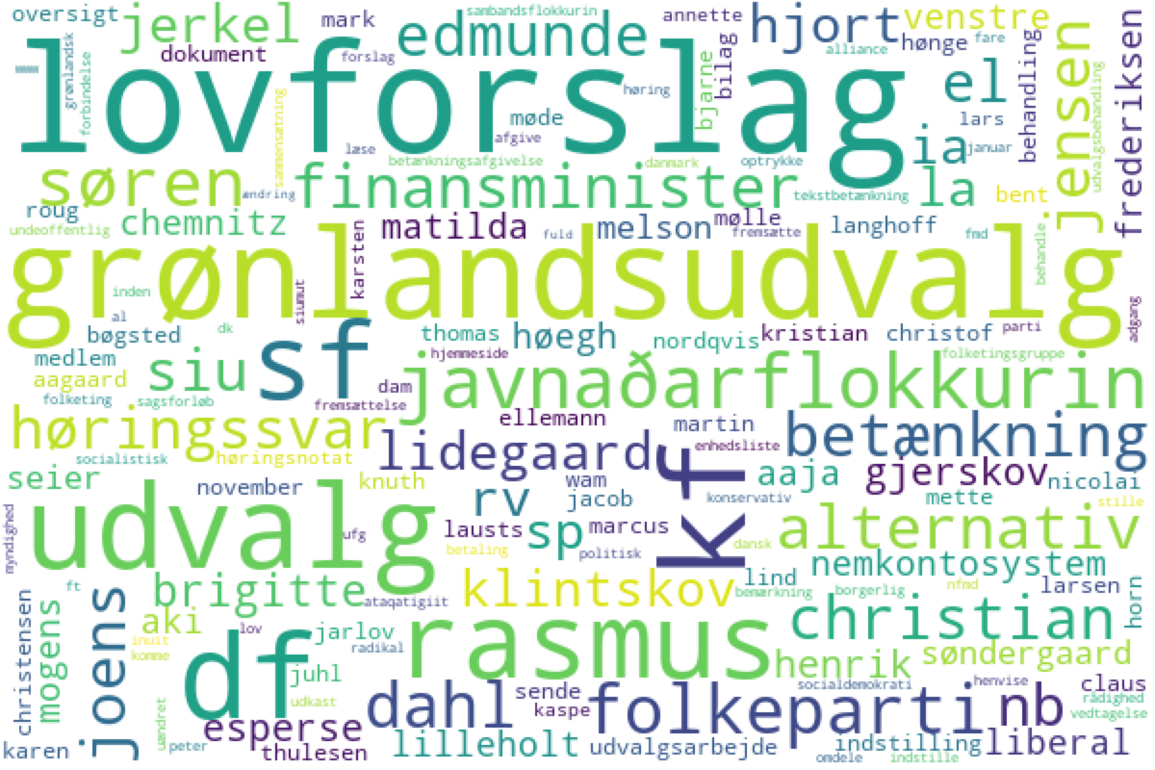 oversigt
jerkel
mark
sambandsflokkurin
annette
hjort
venstre
dokument
forslag
edmunde
alliance
hønge
fare
lovforslag
grønlandsk
forbindelse
bjarne
bilag
behandling
jensen
frederiksen
el
høring
møde
lars
sammensætning
afgive
læse
betænkningsafgivelse
danmark
optrykke
ia
januar
udvalgsbehandling
søren
ændring
finansminister
tekstbetænkning
la
bent
roug
undeoffentlig
chemnitz
karsten
matilda
fuld
melson
mølle
fremsætte
langhoff
fmd
behandle
grønlandsudvalg
inden
siumut
al
adgang
bøgsted
dk
sf
thomas
høegh
nordqvis
kristian
christof
parti
medlem
hjemmeside
folketingsgruppe
aagaard
siu
dam
javnaðarflokkurin
folketing
sagsforløb
fremsættelse
høringssvar
ellemann
martin
betænkning
lidegaard
enhedsliste
socialistisk
høringsnotat
kf
aaja
gjerskov
nicolai
seier
november
knuth
rv
wam
jacob
konservativ
mette
stille
myndighed
udvalg
ufg
lausts
sp
marcus
alternativ
betaling
politisk
dansk
nemkontosystem
ft
brigitte
ataqatigiit
klintskov
lind
bemærkning
borgerlig
nfmd
larsen
horn
christensen
mogens
joens
aki
lov
jarlov
rasmus
christian
inuit
komme
radikal
df
juhl
henrik
søndergaard
uændret
udkast
dahl
sende
kaspe
folkeparti
socialdemokrati
nb
henvise
claus
rådighed
vedtagelse
esperse
karen
peter
thulesen
lilleholt
udvalgsarbejde
indstilling
liberal
omdele
indstille